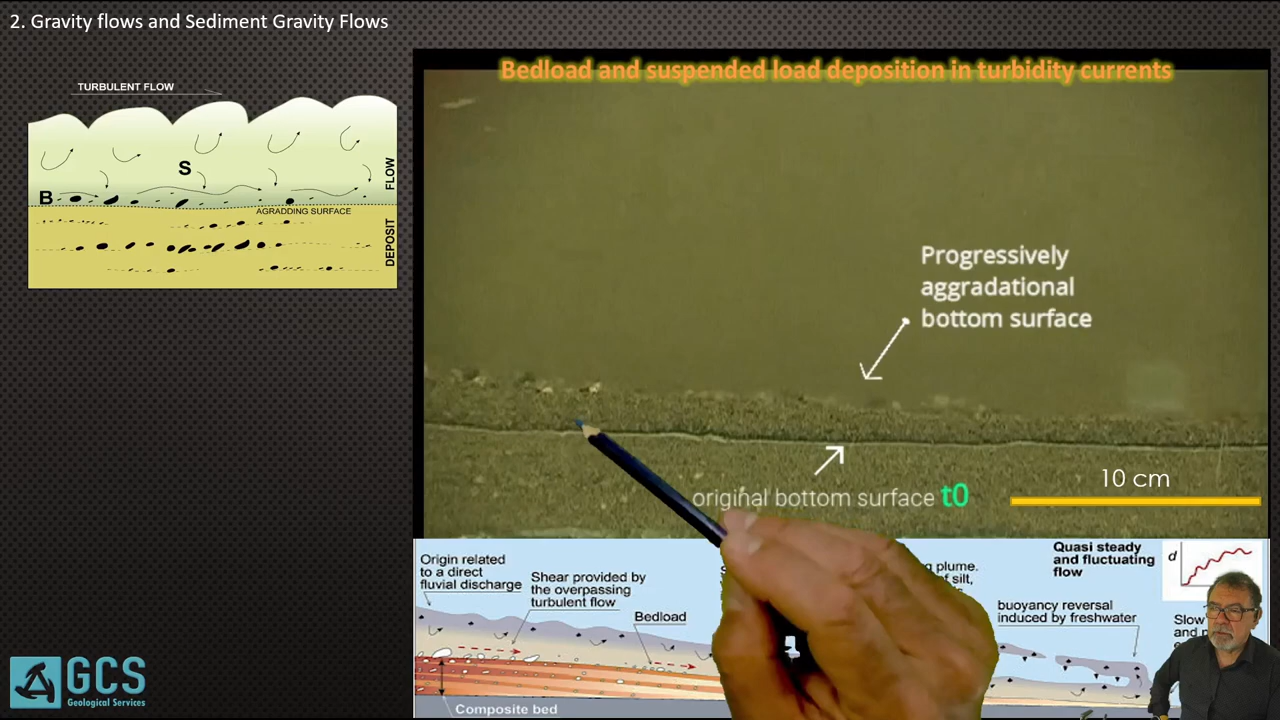 2. Gravity flows and Sediment Gravity Flows
Bedload and suspended load deposition in turbidity currents
TURBULENT FLOW
S
B
AGRADDING SURFACE
FLOW
DEPOSIT
Progressively
aggradational
bottom surface
original bottom surface t0
10 cm
Origin related
to a direct
fluvial discharge
Shear provided by
the overpassing
turbulent flow
Bedload
Composite bed
plume.
of silt,
Quasi steady
and fluctuating
flow
d
buoyancy reversal
induced by freshwater
Slow
GCS
Geological Services